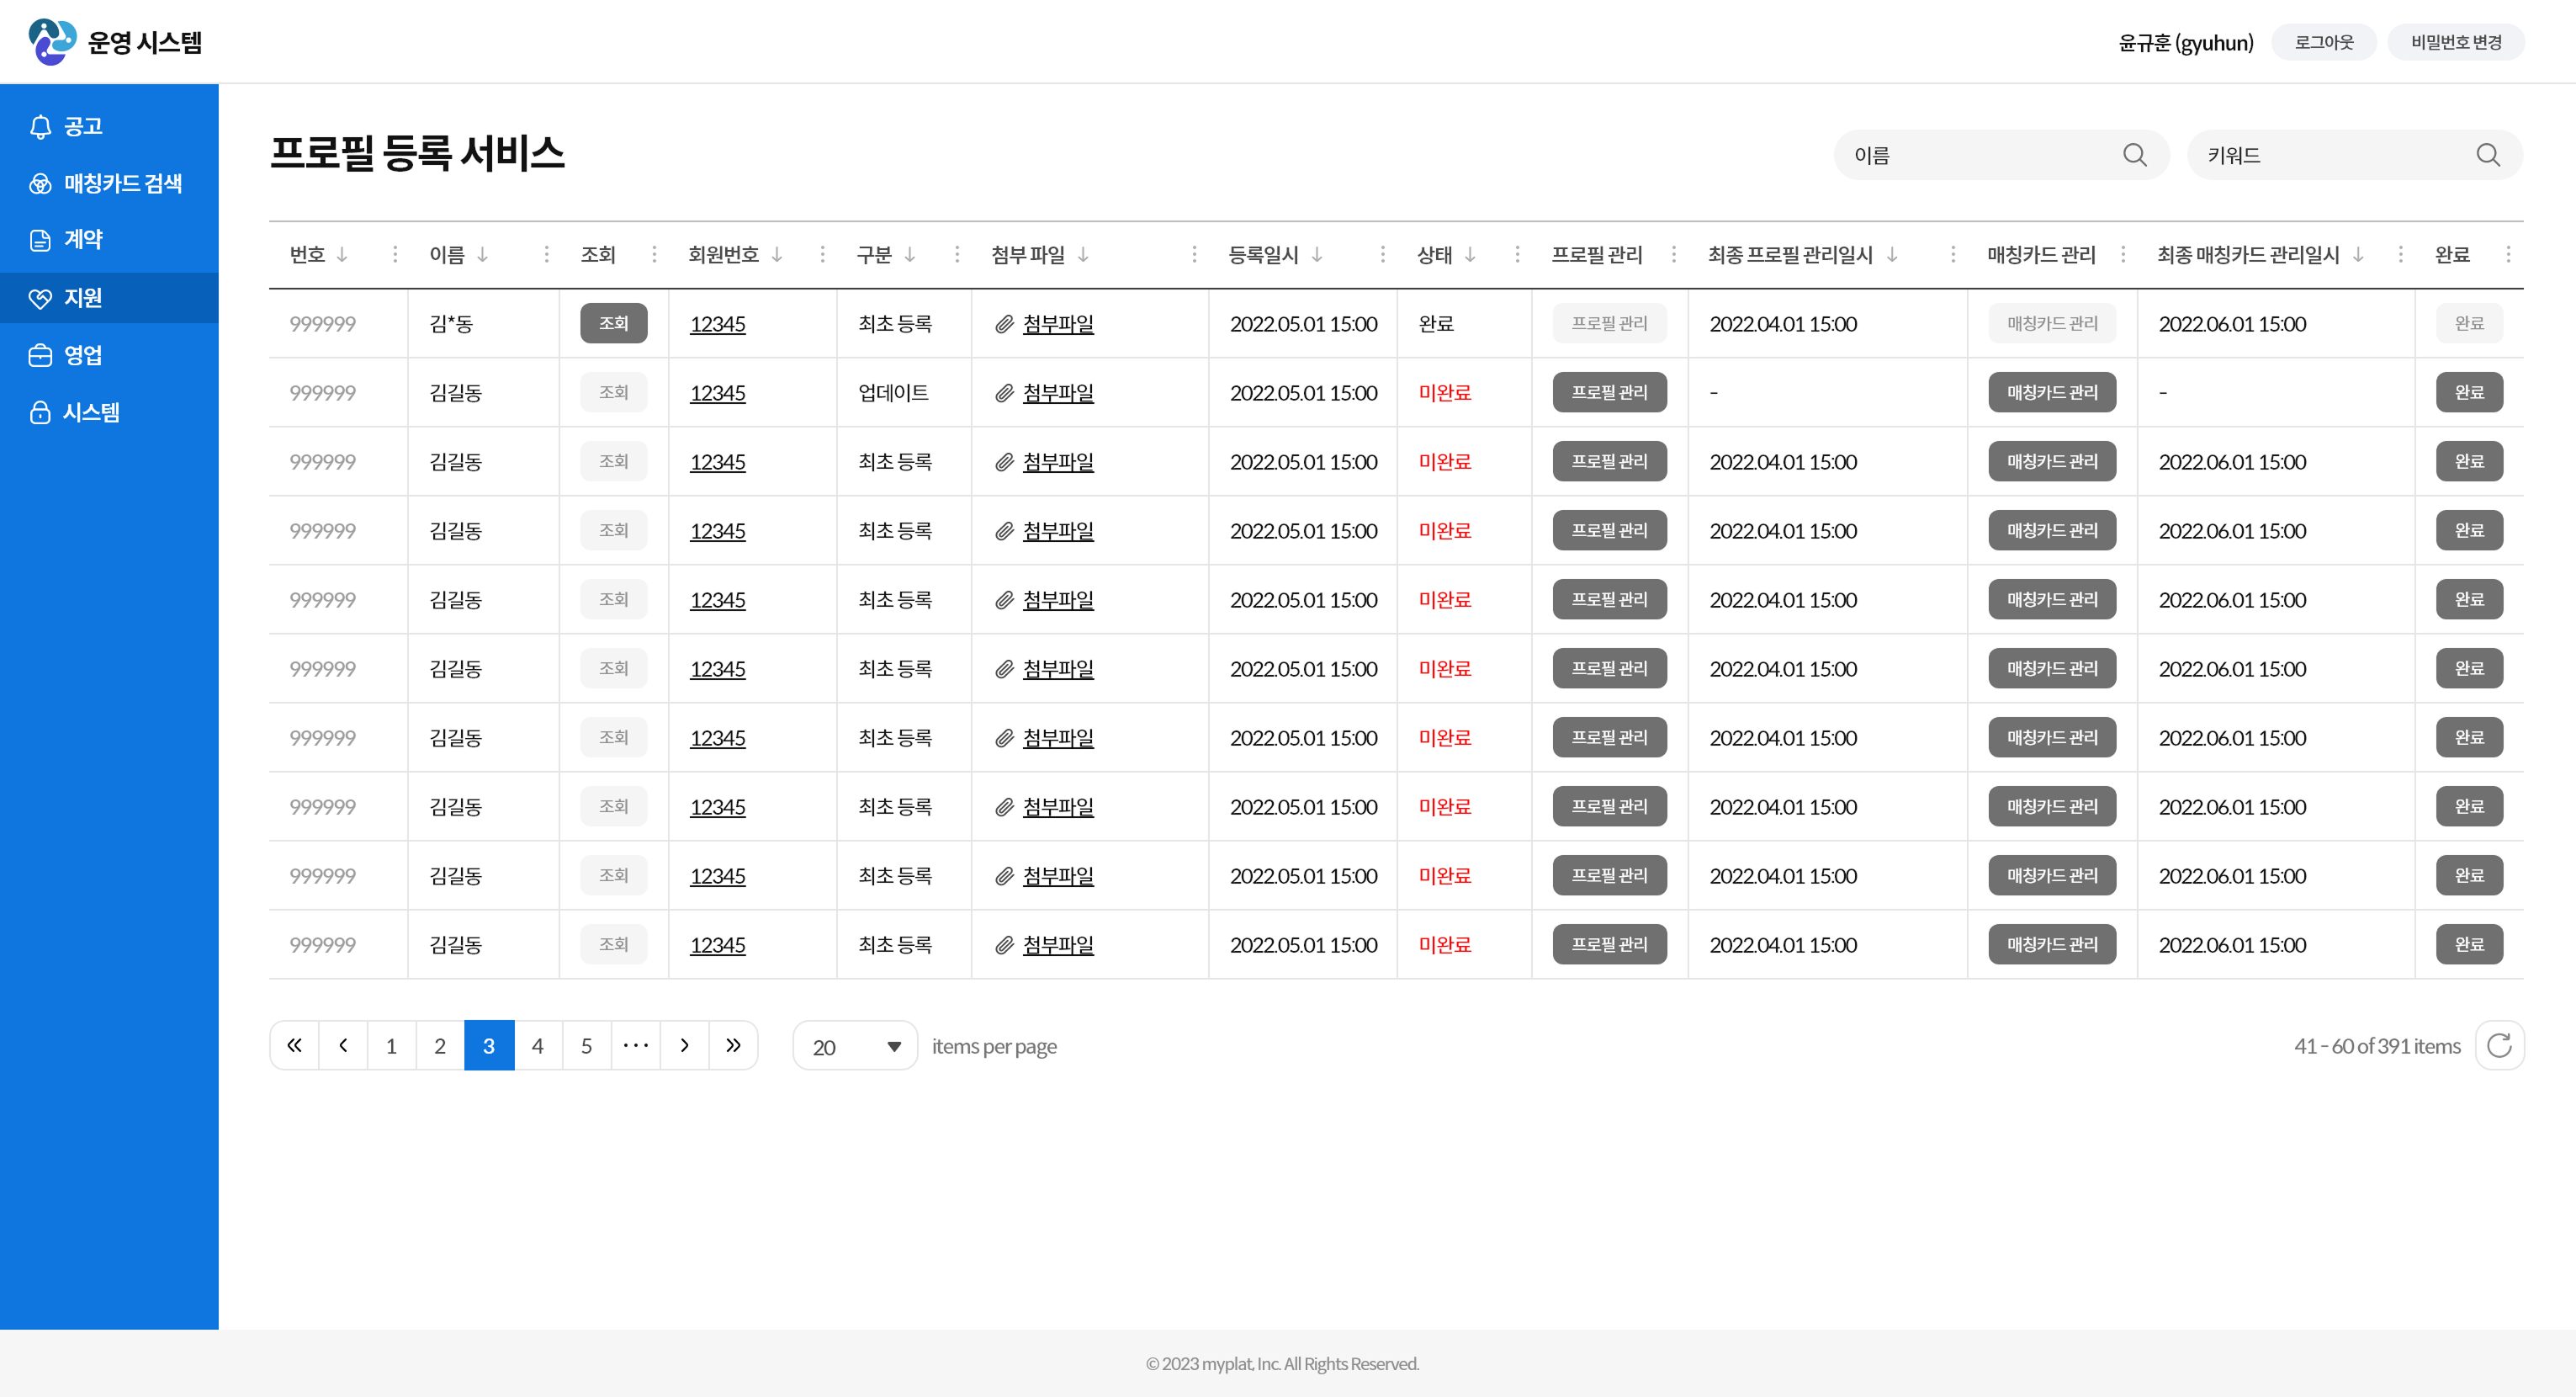 운영 시스템
윤규훈 (gyuhun) 로그아웃 비밀번호 변경
공고
매칭카드 검색
계약
지원
영업
시스템
프로필 등록 서비스
이름 키워드
번호 ↓ 이름 ↓ 조회 회원번호 ↓ 구분 ↓ 첨부 파일 ↓ 등록일시 ↓ 상태 ↓ 프로필 관리 최종 프로필 관리일시 ↓ 매칭카드 관리 최종 매칭카드 관리일시 ↓ 완료
999999 김*동 조회 12345 최초 등록 첨부파일 2022.05.01 15:00 완료 프로필 관리 2022.04.01 15:00 매칭카드 관리 2022.06.01 15:00 완료
999999 김길동 조회 12345 업데이트 첨부파일 2022.05.01 15:00 미완료 프로필 관리 - 매칭카드 관리 - 완료
999999 김길동 조회 12345 최초 등록 첨부파일 2022.05.01 15:00 미완료 프로필 관리 2022.04.01 15:00 매칭카드 관리 2022.06.01 15:00 완료
999999 김길동 조회 12345 최초 등록 첨부파일 2022.05.01 15:00 미완료 프로필 관리 2022.04.01 15:00 매칭카드 관리 2022.06.01 15:00 완료
999999 김길동 조회 12345 최초 등록 첨부파일 2022.05.01 15:00 미완료 프로필 관리 2022.04.01 15:00 매칭카드 관리 2022.06.01 15:00 완료
999999 김길동 조회 12345 최초 등록 첨부파일 2022.05.01 15:00 미완료 프로필 관리 2022.04.01 15:00 매칭카드 관리 2022.06.01 15:00 완료
999999 김길동 조회 12345 최초 등록 첨부파일 2022.05.01 15:00 미완료 프로필 관리 2022.04.01 15:00 매칭카드 관리 2022.06.01 15:00 완료
999999 김길동 조회 12345 최초 등록 첨부파일 2022.05.01 15:00 미완료 프로필 관리 2022.04.01 15:00 매칭카드 관리 2022.06.01 15:00 완료
999999 김길동 조회 12345 최초 등록 첨부파일 2022.05.01 15:00 미완료 프로필 관리 2022.04.01 15:00 매칭카드 관리 2022.06.01 15:00 완료
999999 김길동 조회 12345 최초 등록 첨부파일 2022.05.01 15:00 미완료 프로필 관리 2022.04.01 15:00 매칭카드 관리 2022.06.01 15:00 완료
« ‹ 1 2 3 4 5 ··· › » 20 items per page 41 - 60 of 391 items
© 2023 myplat, Inc. All Rights Reserved.